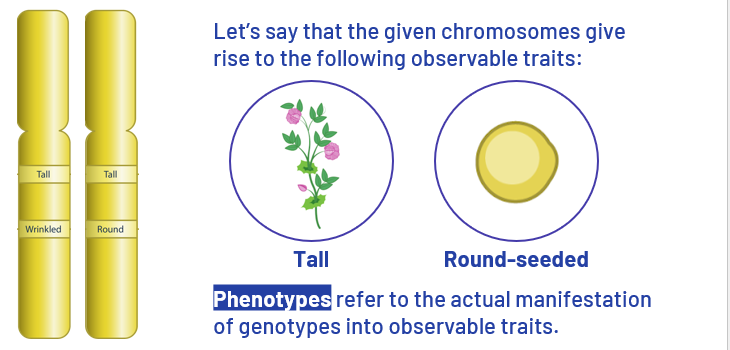 Let's say that the given chromosomes give
rise to the following observable traits:
Tall
Tall
Wrinkled
Round
Tall
Round-seeded
Phenotypes refer to the actual manifestation
of genotypes into observable traits.